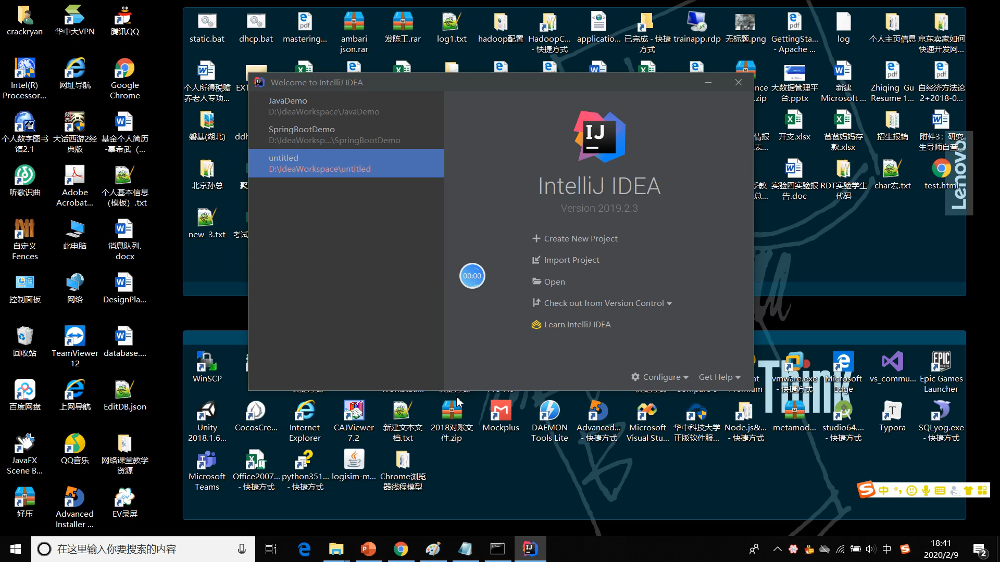 crackryan
华中大VPN
腾讯QQ
Intel(R)
Processor...
网址导航
Google
Chrome
个人数字图书
馆2.1
大话西游2经
典版
基金个人简历
-辜希武（...
听歌识曲
Adobe
Acrobat...
个人基本信息
（模板）.txt
自定义
Fences
此电脑
消息队列.
docx
控制面板
网络
DesignPla...
回收站
TeamViewer
12
database....
百度网盘
上网导航
EditDB.json
JavaFX
Scene B...
QQ音乐
网络课堂教学
资源
好压
Advanced
Installer ...
EV录屏
static.bat
dhcp.bat
mastering...
ambari
json.rar
发陈工.rar
log1.txt
hadoop配置
HadoopC...
- 快捷方式
applicatio...
已完成 - 快捷
方式
trainapp.rdp
无标题.png
GettingSta...
- Apache ...
log
个人主页信息
京东卖家如何
快速开发网...
个人所得税赡
养老人专项...
EXT
nce
.zip
大数据管理平
台.pptx
新建
Microsoft ...
Zhiqing Gu
Resume 1...
自经济方法论
2+2018-0...
磐基(湖北)
ddh
情报
表...
开支.xlsx
爸爸妈妈存
款.xlsx
招生报销
附件3：研究
生导师自查...
北京孙总
聚
季教
总...
实验四实验报
告.doc
RDT实验学生
代码
char宏.txt
test.html
new 3.txt
考试
Lenovo
Welcome to IntelliJ IDEA
JavaDemo
D:\IdeaWorkspace\JavaDemo
SpringBootDemo
D:\IdeaWorksp...\SpringBootDemo
untitled
D:\IdeaWorkspace\untitled
IJ
IntelliJ IDEA
Version 2019.2.3
Create New Project
Import Project
00:00
Open
Check out from Version Control
Learn IntelliJ IDEA
Configure
Get Help
WinSCP
vmware.exe
- 快捷方式
Microsoft
Edge
vs_commu...
Epic Games
Launcher
Think
Unity
2018.1.6...
CocosCre...
Internet
Explorer
CAJViewer
7.2
新建文本文
档.txt
2018对账文
件.zip
Mockplus
DAEMON
Tools Lite
Advanced...
- 快捷方式
Microsoft
Visual Stu...
华中科技大学
正版软件服...
Node.js&...
- 快捷方式
metamod...
studio64....
- 快捷方式
Typora
SQLyog.exe
- 快捷方式
Microsoft
Teams
Office2007...
- 快捷方式
python351...
- 快捷方式
logisim-m...
Chrome浏览
器线程模型
中
在这里输入你要搜索的内容
中
18:41
2020/2/9
2